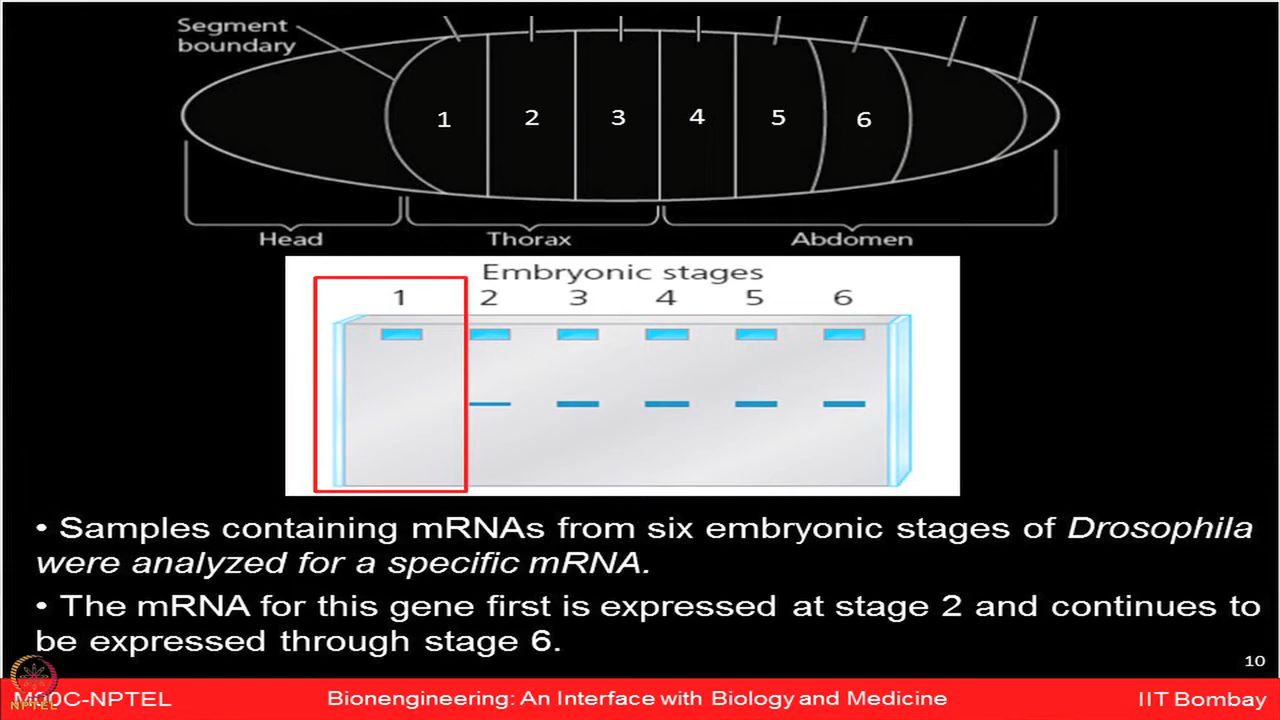 Segment
boundary
1 2 3 4 5 6
Head Thorax Abdomen
Embryonic stages
1 2 3 4 5 6
• Samples containing mRNAs from six embryonic stages of Drosophila
were analyzed for a specific mRNA.
• The mRNA for this gene first is expressed at stage 2 and continues to
be expressed through stage 6.
10
NPTEL
MOOC-NPTEL Bionengineering: An Interface with Biology and Medicine IIT Bombay